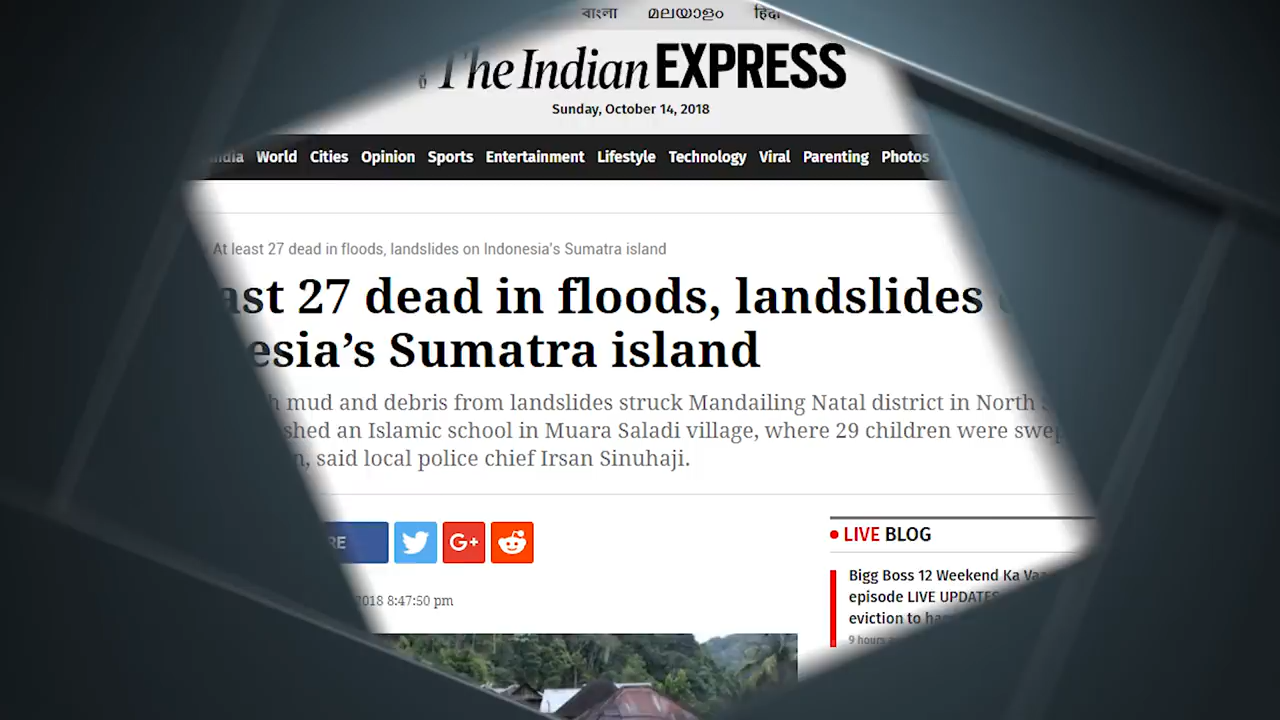 বাংলা മലയാളം हिंदी
The Indian EXPRESS
Sunday, October 14, 2018
India World Cities Opinion Sports Entertainment Lifestyle Technology Viral Parenting Photos
At least 27 dead in floods, landslides on Indonesia's Sumatra island
27 dead in floods, landslides
Sumatra island
mud and debris from landslides struck Mandailing Natal district in North
an Islamic school in Muara Saladi village, where 29 children were
said local police chief Irsan Sinuhaji.
G+
LIVE BLOG
2018 8:47:50 pm
Bigg Boss 12 Weekend Ka
episode LIVE UPDATES
eviction to
9 hours